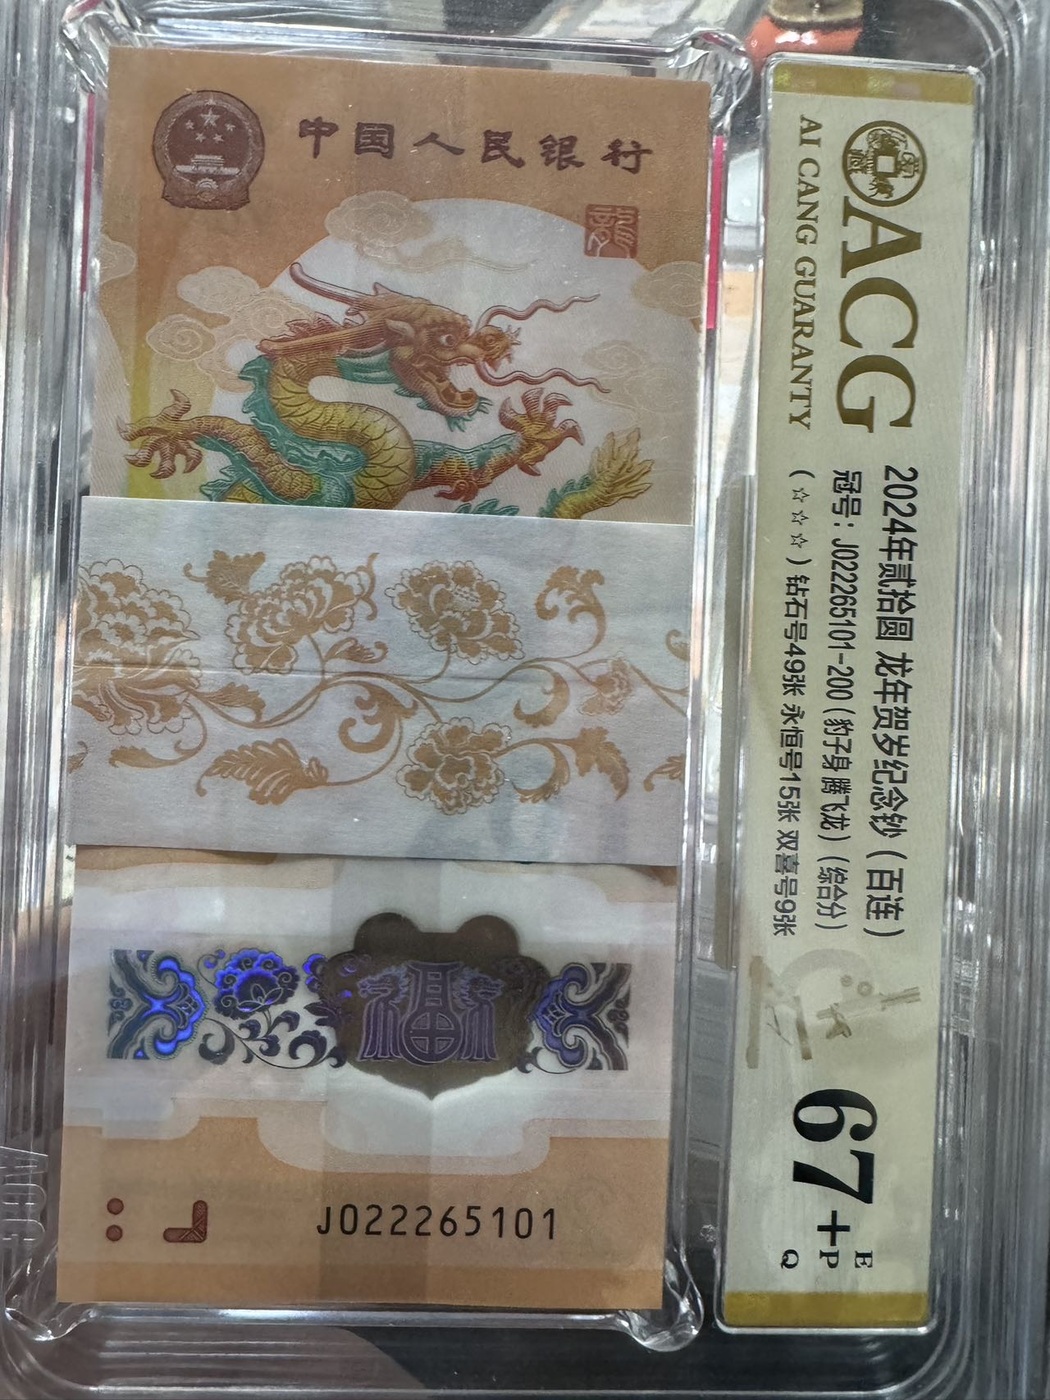 中国人民银行
龍
福
J022265101
ACG
AI CANG GUARANTY
2024年贰拾圆 龙年贺岁纪念钞（百连）
冠号：J022265101-200（豹子身 腾飞龙）（综合分）
（☆☆☆）钻石号49张 永恒号15张 双喜号9张
67+
E
P
Q